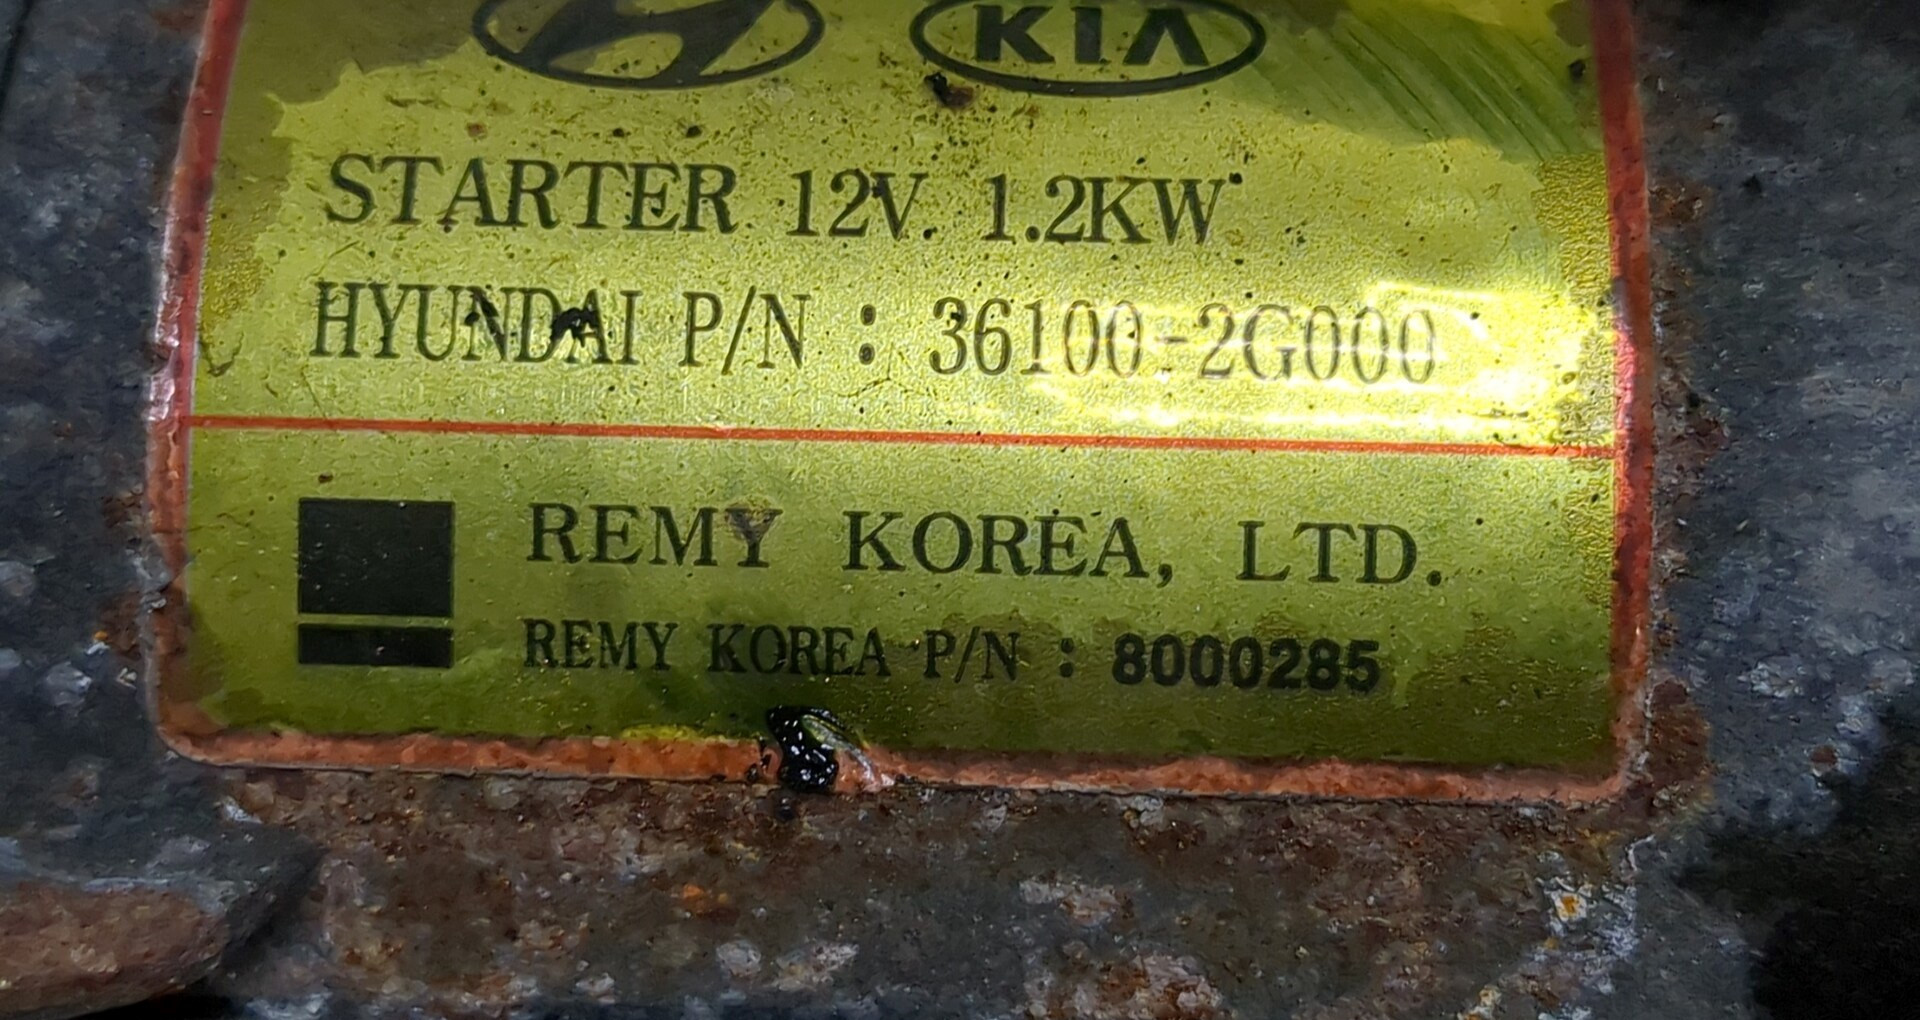 KIA
STARTER 12V. 1.2KW
HYUNDAI P/N : 36100-2G000
REMY KOREA, LTD.
REMY KOREA P/N : 8000285